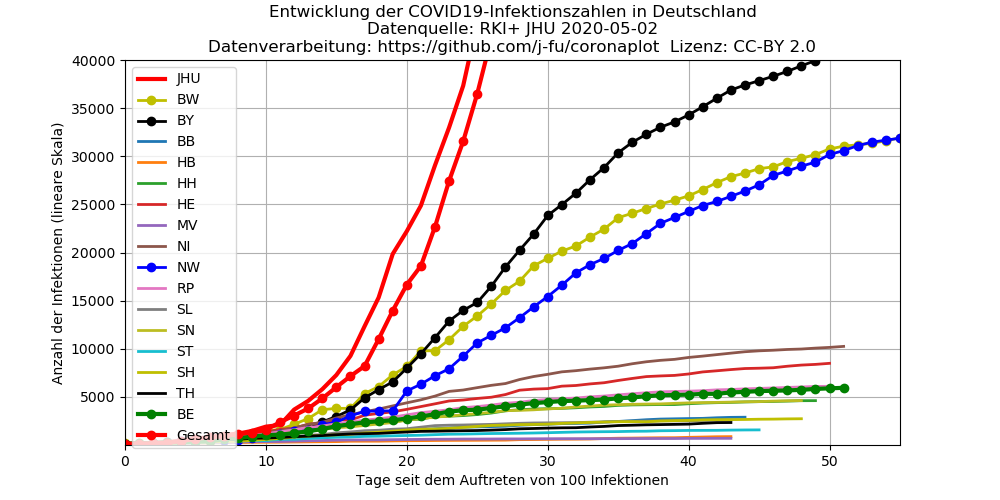 Entwicklung der COVID19-Infektionszahlen in Deutschland
Datenquelle: RKI+ JHU 2020-05-02
Datenverarbeitung: https://github.com/j-fu/coronaplot Lizenz: CC-BY 2.0
Anzahl der Infektionen (lineare Skala)
40000
35000
30000
25000
20000
15000
10000
5000
JHU
BW
BY
BB
HB
HH
HE
MV
NI
NW
RP
SL
SN
ST
SH
TH
BE
Gesamt
0
10
20
30
40
50
Tage seit dem Auftreten von 100 Infektionen